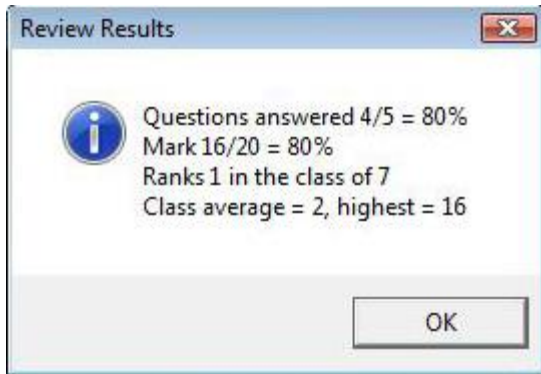 Review Results
Questions answered 4/5 = 80%
Mark 16/20 = 80%
Ranks 1 in the class of 7
Class average = 2, highest = 16
OK